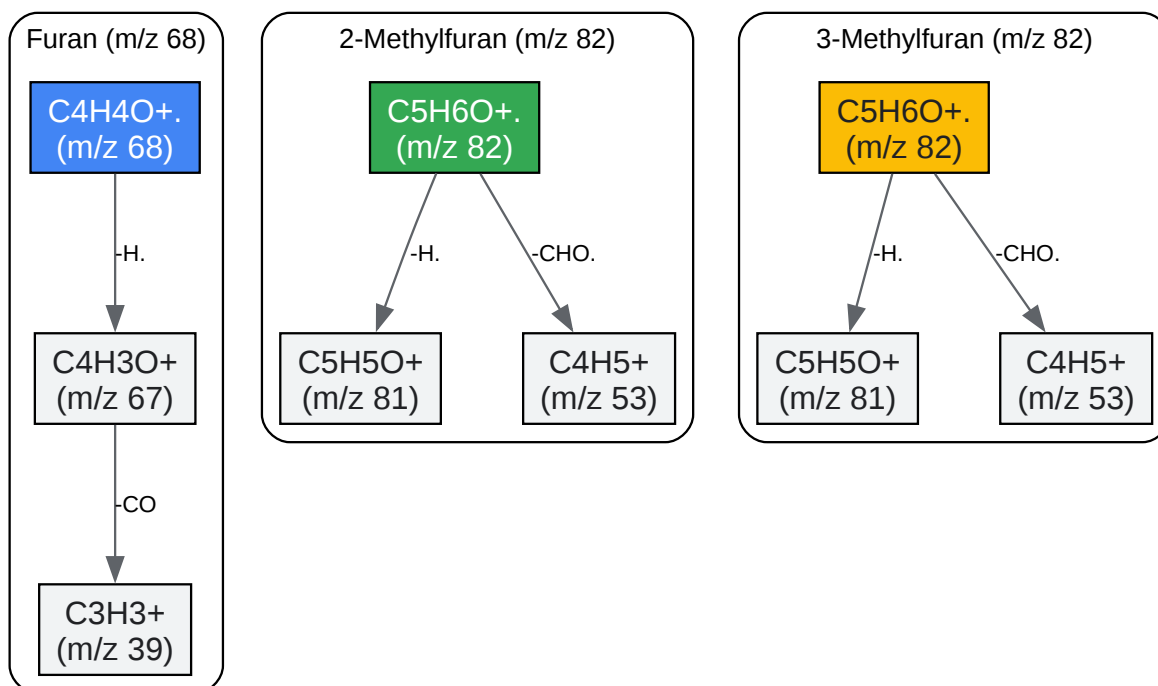 Furan (m/z 68)
C4H4O+.
(m/z 68)
-H.
C4H3O+
(m/z 67)
-CO
C3H3+
(m/z 39)
2-Methylfuran (m/z 82)
C5H6O+.
(m/z 82)
-H.
-CHO.
C5H5O+
(m/z 81)
C4H5+
(m/z 53)
3-Methylfuran (m/z 82)
C5H6O+.
(m/z 82)
-H.
-CHO.
C5H5O+
(m/z 81)
C4H5+
(m/z 53)